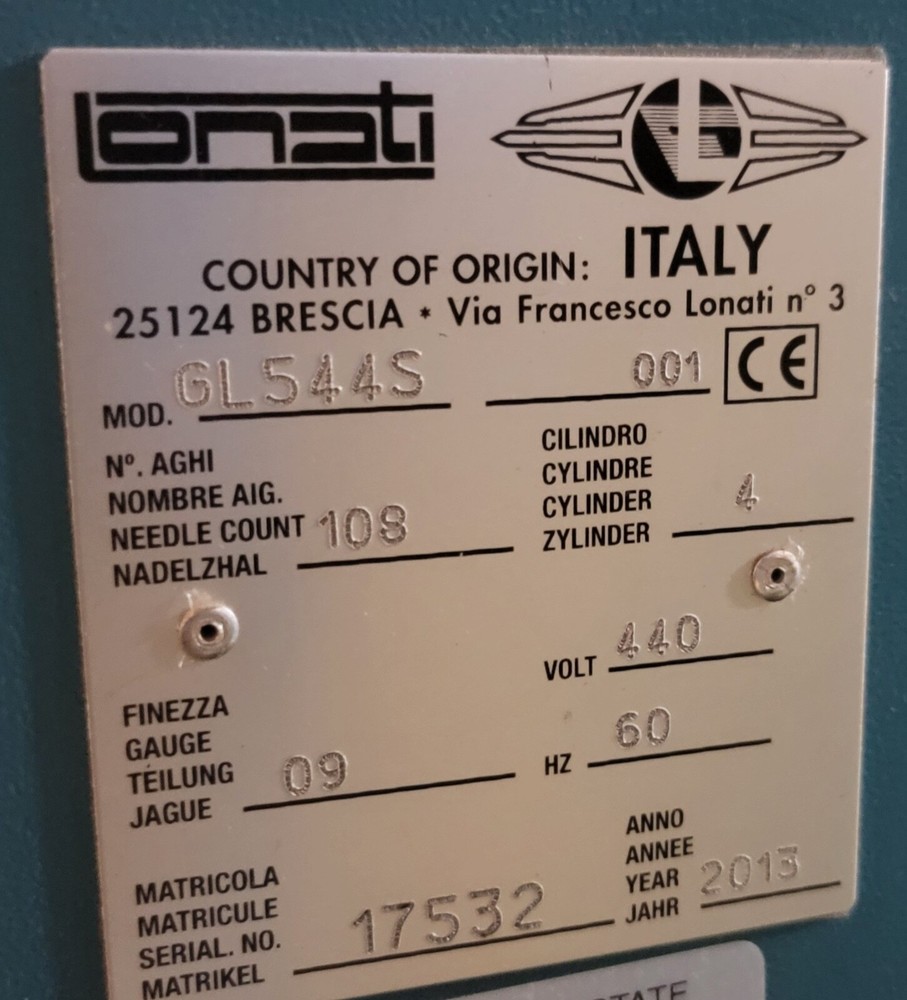 Lonati
COUNTRY OF ORIGIN: ITALY
25124 BRESCIA * Via Francesco Lonati n° 3
MOD. GL544S 001 CE
N°. AGHI
NOMBRE AIG.
NEEDLE COUNT 108
NADELZHAL
CILINDRO
CYLINDRE
CYLINDER 4
ZYLINDER
VOLT 440
FINEZZA
GAUGE
TEILUNG 09
JAGUE
HZ 60
MATRICOLA
MATRICULE
SERIAL. NO. 17532
MATRIKEL
ANNO
ANNEE
YEAR 2013
JAHR